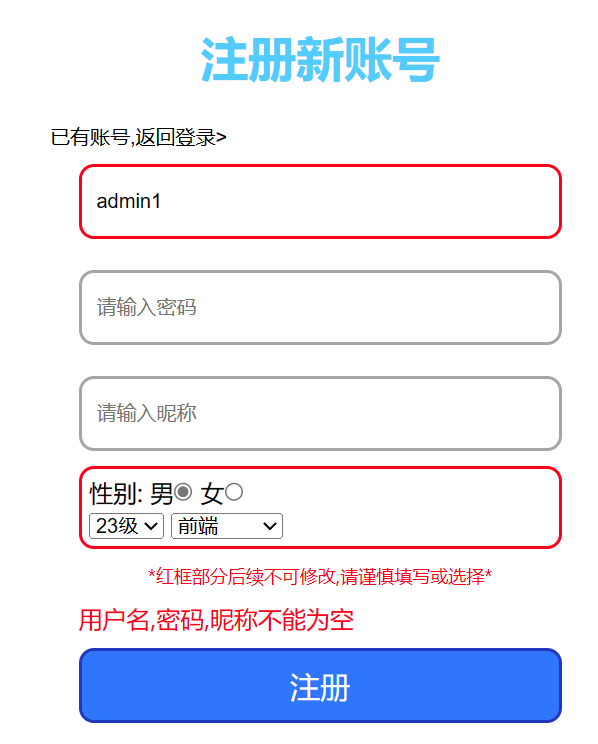 注册新账号
已有账号,返回登录>
admin1
请输入密码
请输入昵称
性别: 男 女
23级 前端
*红框部分后续不可修改,请谨慎填写或选择*
用户名,密码,昵称不能为空
注册